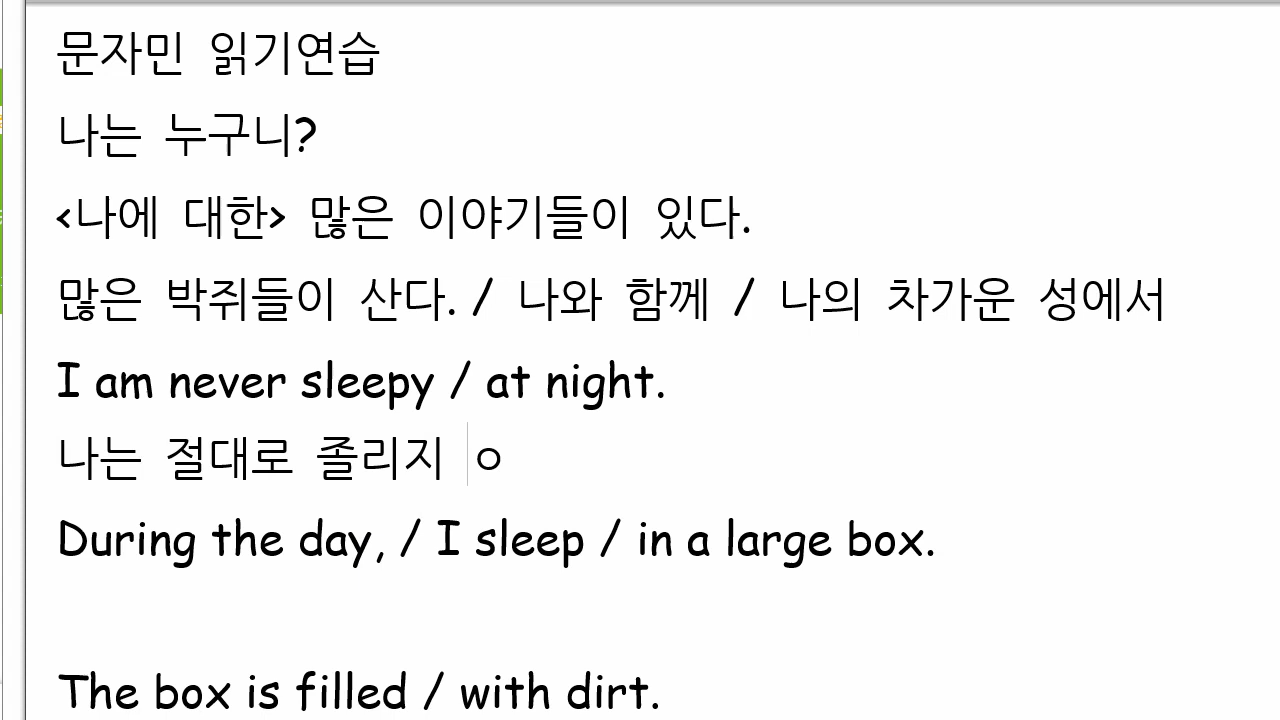 문자민 읽기연습
나는 누구니?
<나에 대한> 많은 이야기들이 있다.
많은 박쥐들이 산다. / 나와 함께 / 나의 차가운 성에서
I am never sleepy / at night.
나는 절대로 졸리지 ㅇ
During the day, / I sleep / in a large box.
The box is filled / with dirt.